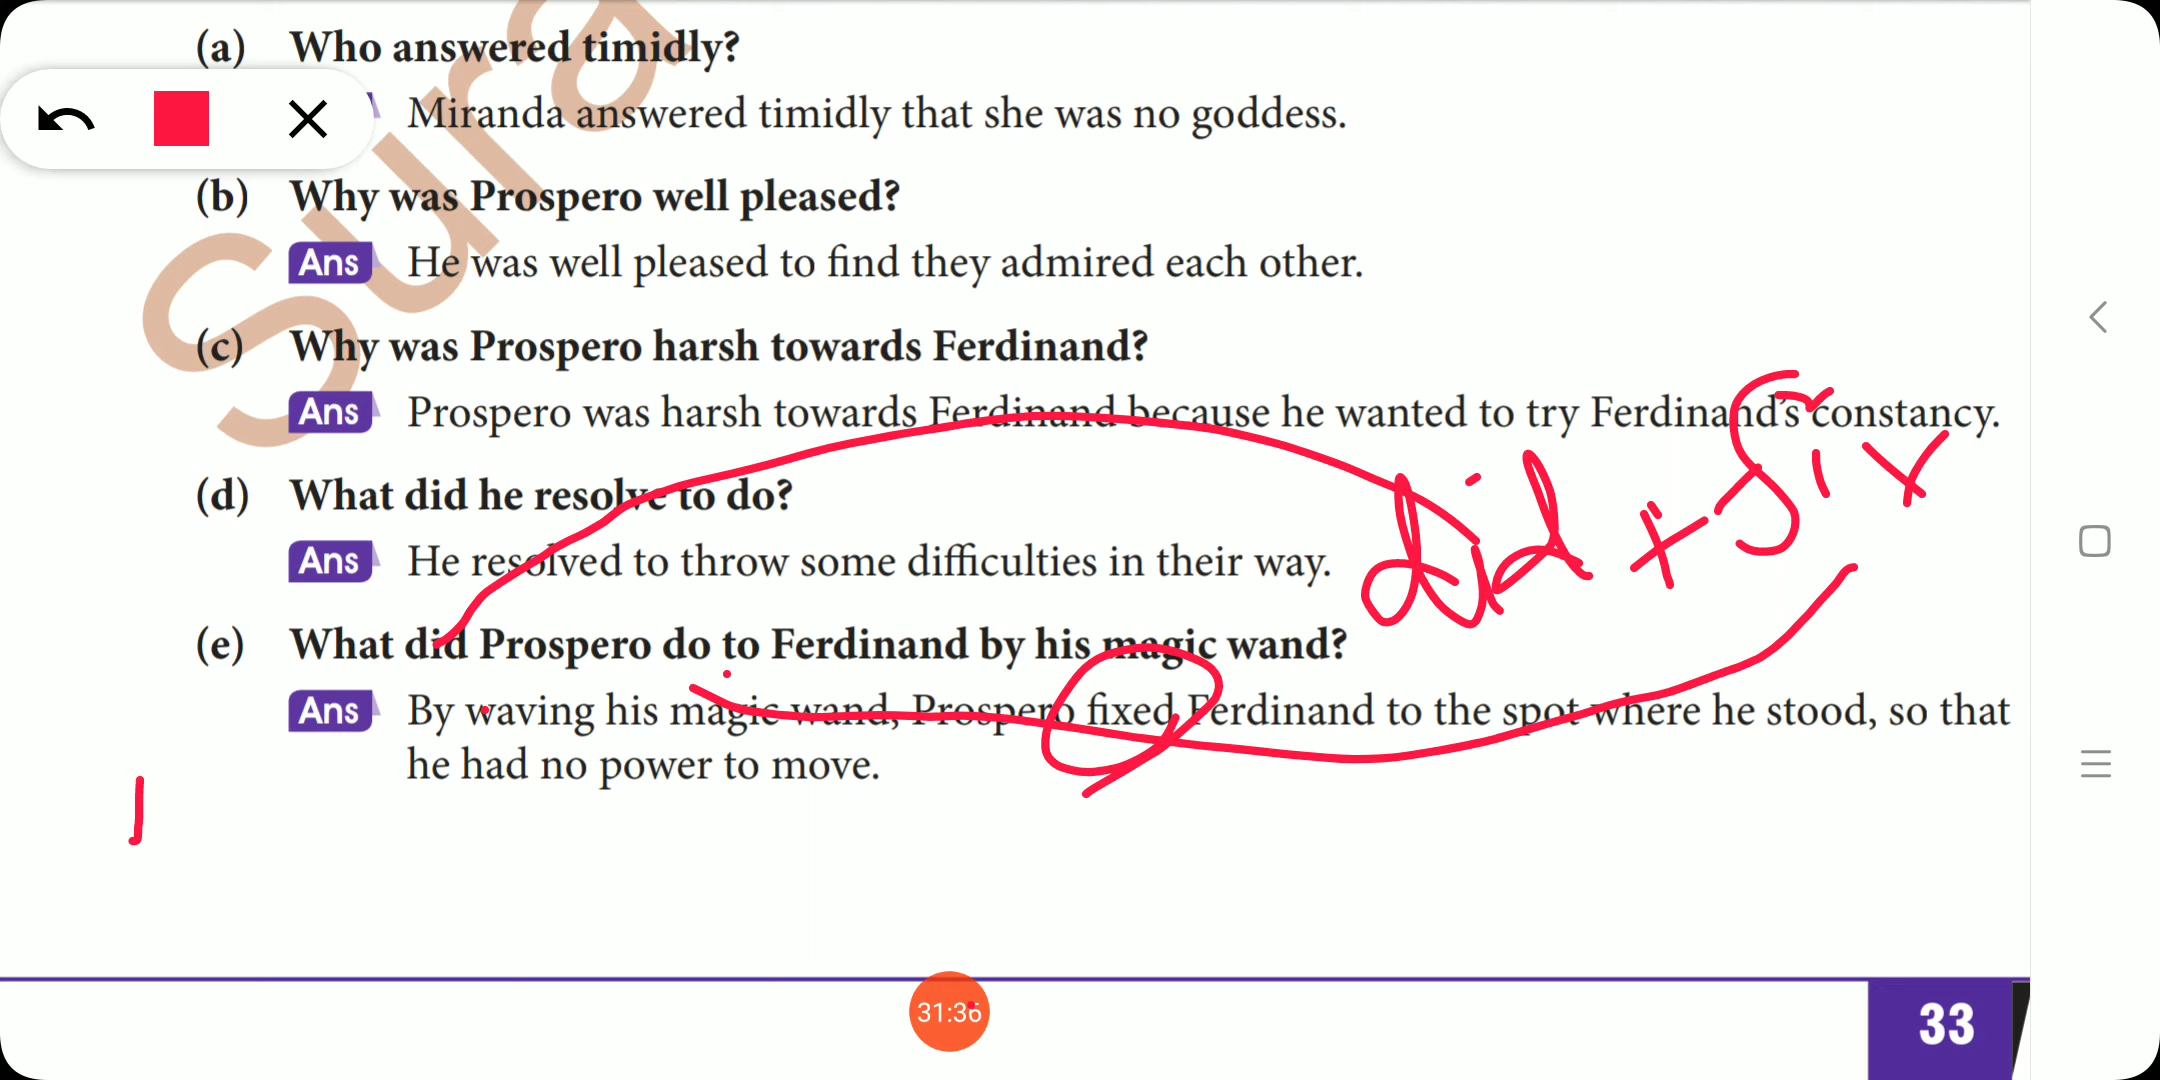 (a) Who answered timidly?
Miranda answered timidly that she was no goddess.
(b) Why was Prospero well pleased?
Ans He was well pleased to find they admired each other.
(c) Why was Prospero harsh towards Ferdinand?
Ans Prospero was harsh towards Ferdinand because he wanted to try Ferdinand's constancy.
(d) What did he resolve to do?
Ans He resolved to throw some difficulties in their way.
did + fix
(e) What did Prospero do to Ferdinand by his magic wand?
Ans By waving his magic wand, Prospero fixed Ferdinand to the spot where he stood, so that
he had no power to move.
Sura
31:36
33